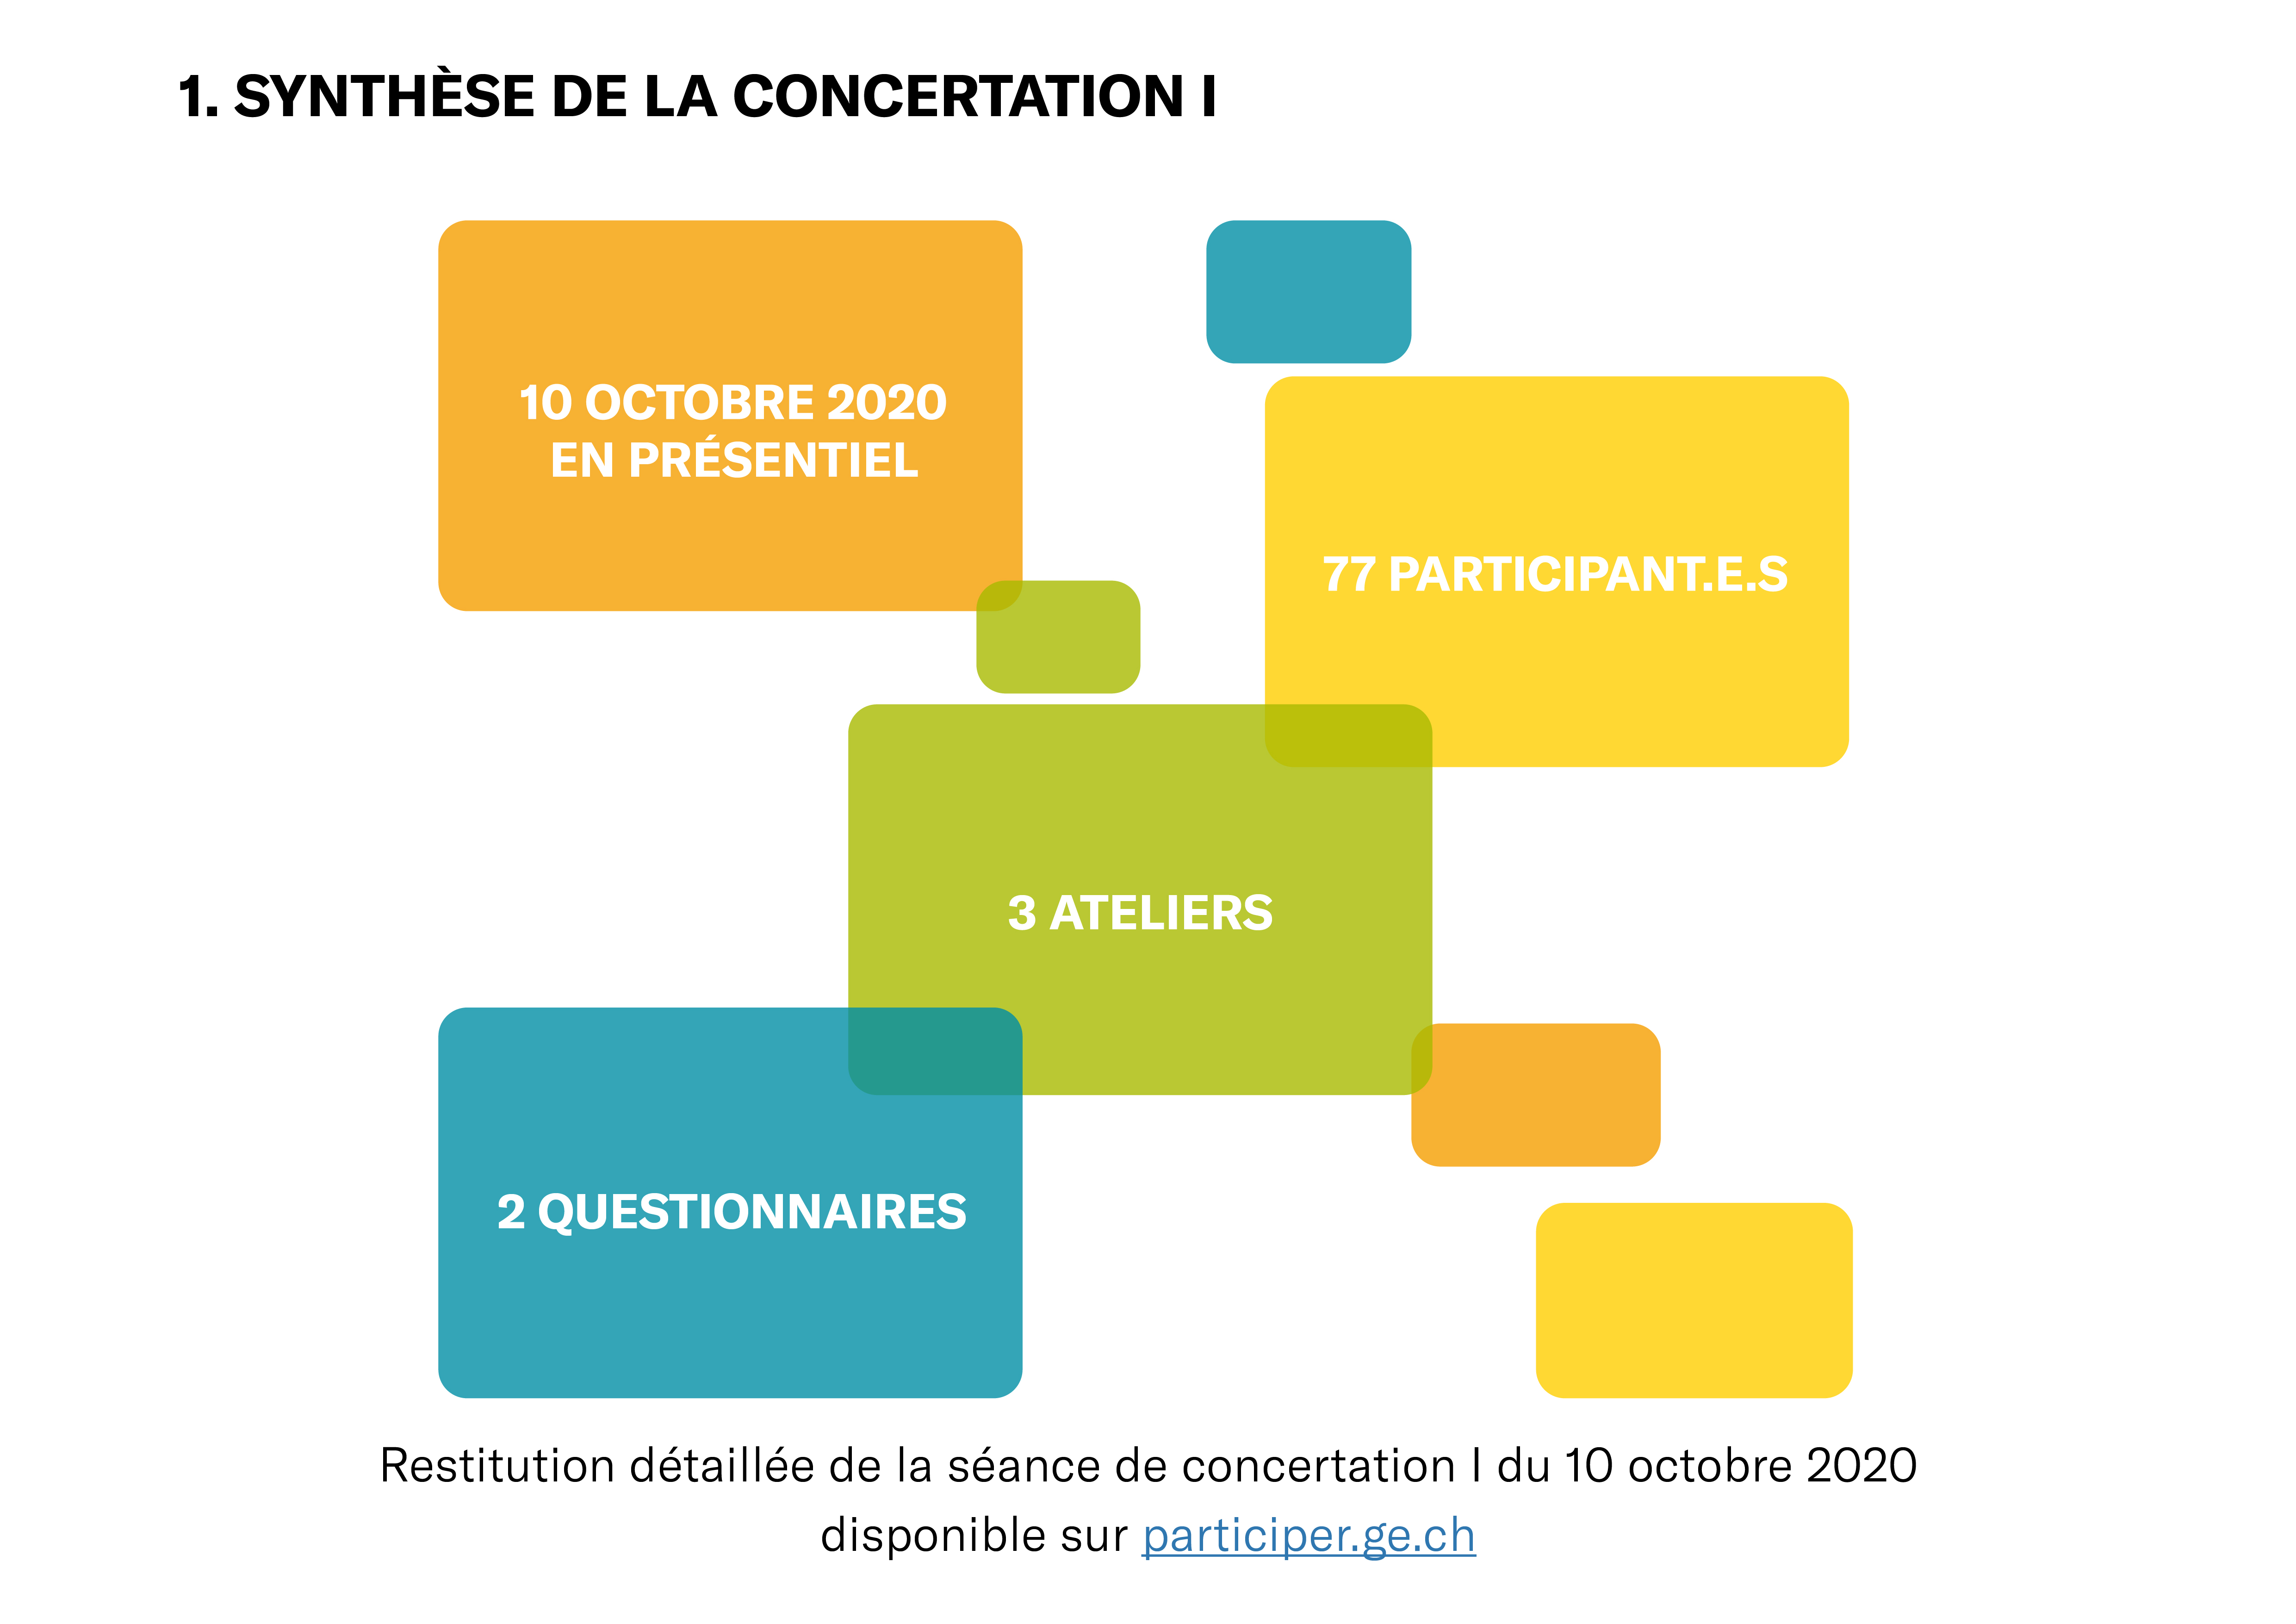 1. SYNTHÈSE DE LA CONCERTATION I
10 OCTOBRE 2020
EN PRÉSENTIEL
77 PARTICIPANT.E.S
3 ATELIERS
2 QUESTIONNAIRES
Restitution détaillée de la séance de concertation I du 10 octobre 2020
disponible sur participer.ge.ch